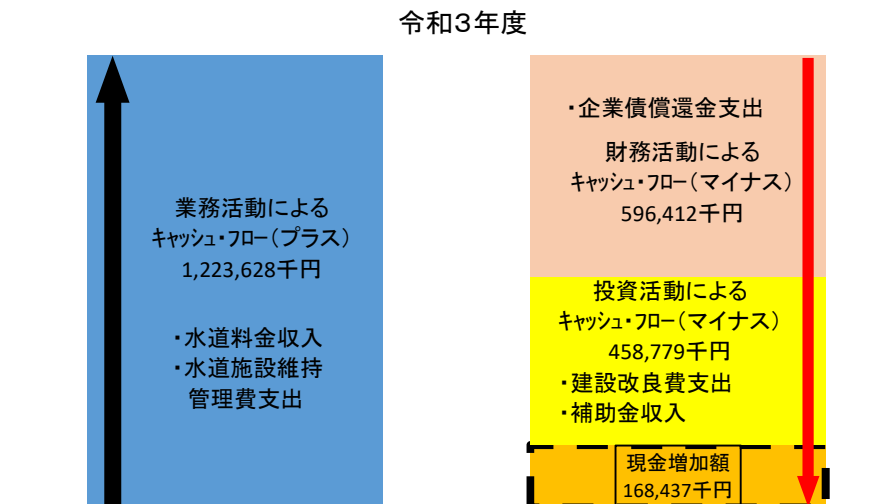 令和3年度
業務活動による
ｷｬｯｼｭ・ﾌﾛｰ(プラス)
1,223,628千円
・水道料金収入
・水道施設維持
管理費支出
・企業債償還金支出
財務活動による
ｷｬｯｼｭ・ﾌﾛｰ(マイナス)
596,412千円
投資活動による
ｷｬｯｼｭ・ﾌﾛｰ(マイナス)
458,779千円
・建設改良費支出
・補助金収入
現金増加額
168,437千円